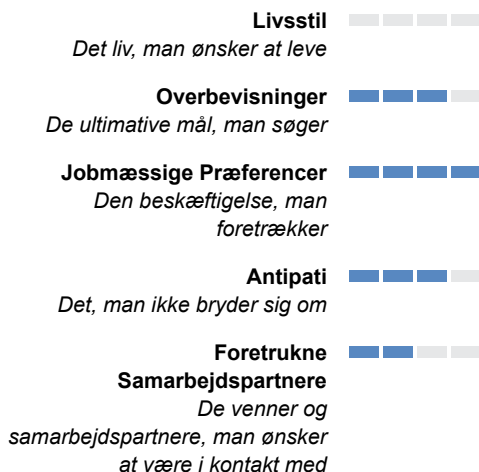 Livsstil
Det liv, man ønsker at leve
Overbevisninger
De ultimative mål, man søger
Jobmæssige Præferencer
Den beskæftigelse, man
foretrækker
Antipati
Det, man ikke bryder sig om
Foretrukne
Samarbejdspartnere
De venner og
samarbejdspartnere, man ønsker
at være i kontakt med